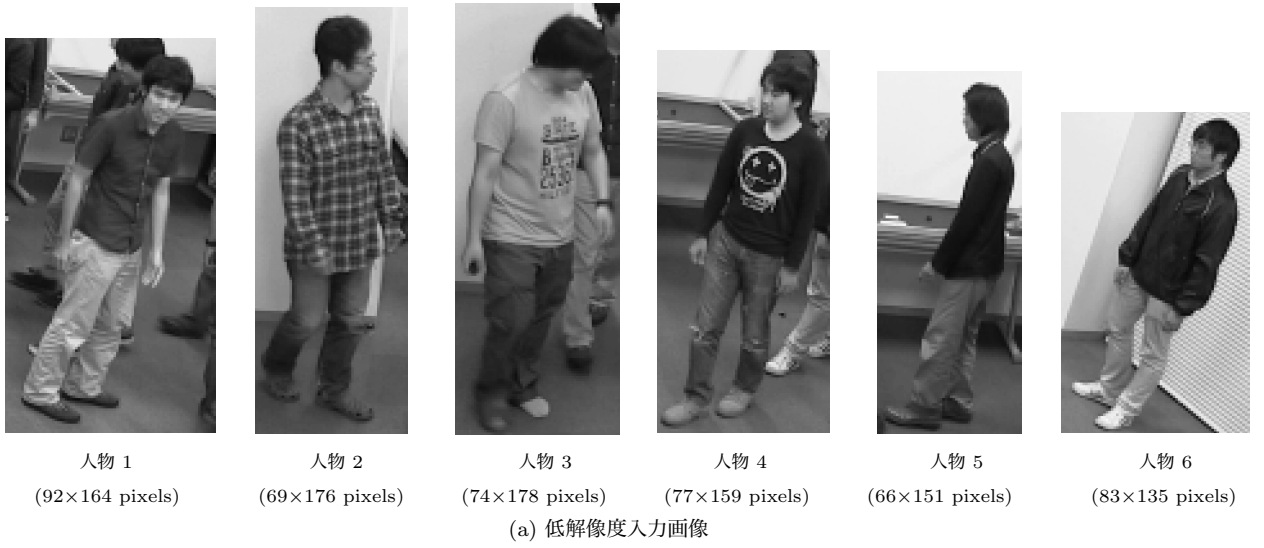 B
2536
人物 1
(92×164 pixels)
人物 2
(69×176 pixels)
人物 3
(74×178 pixels)
人物 4
(77×159 pixels)
人物 5
(66×151 pixels)
人物 6
(83×135 pixels)
(a) 低解像度入力画像